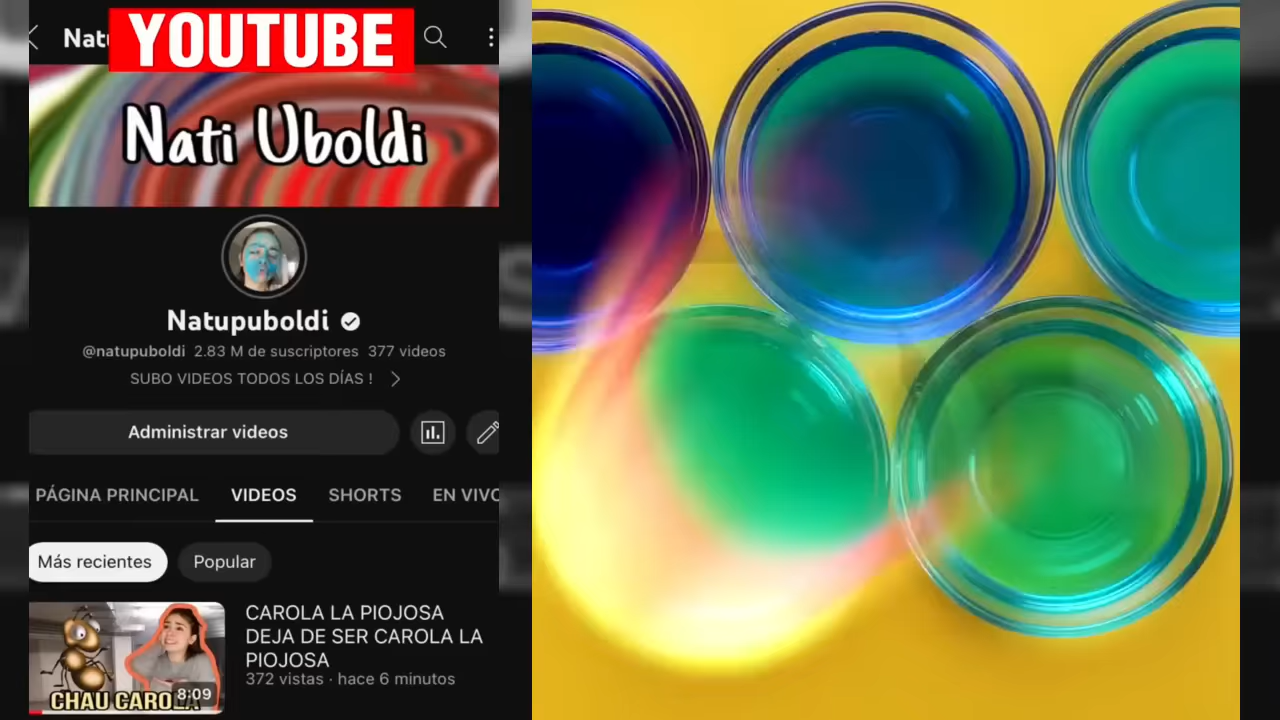 Nat
YOUTUBE
Nati Uboldi
Natupuboldi
@natupuboldi 2.83 M de suscriptores 377 videos
SUBO VIDEOS TODOS LOS DÍAS !
Administrar videos
PÁGINA PRINCIPAL VIDEOS SHORTS EN VIVO
Más recientes Popular
CAROLA LA PIOJOSA
DEJA DE SER CAROLA LA
PIOJOSA
372 vistas · hace 6 minutos
CHAU CAROLA
8:09